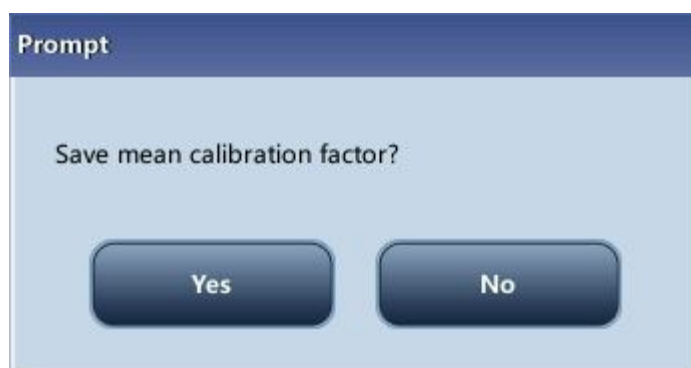 Prompt
Save mean calibration factor?
Yes No